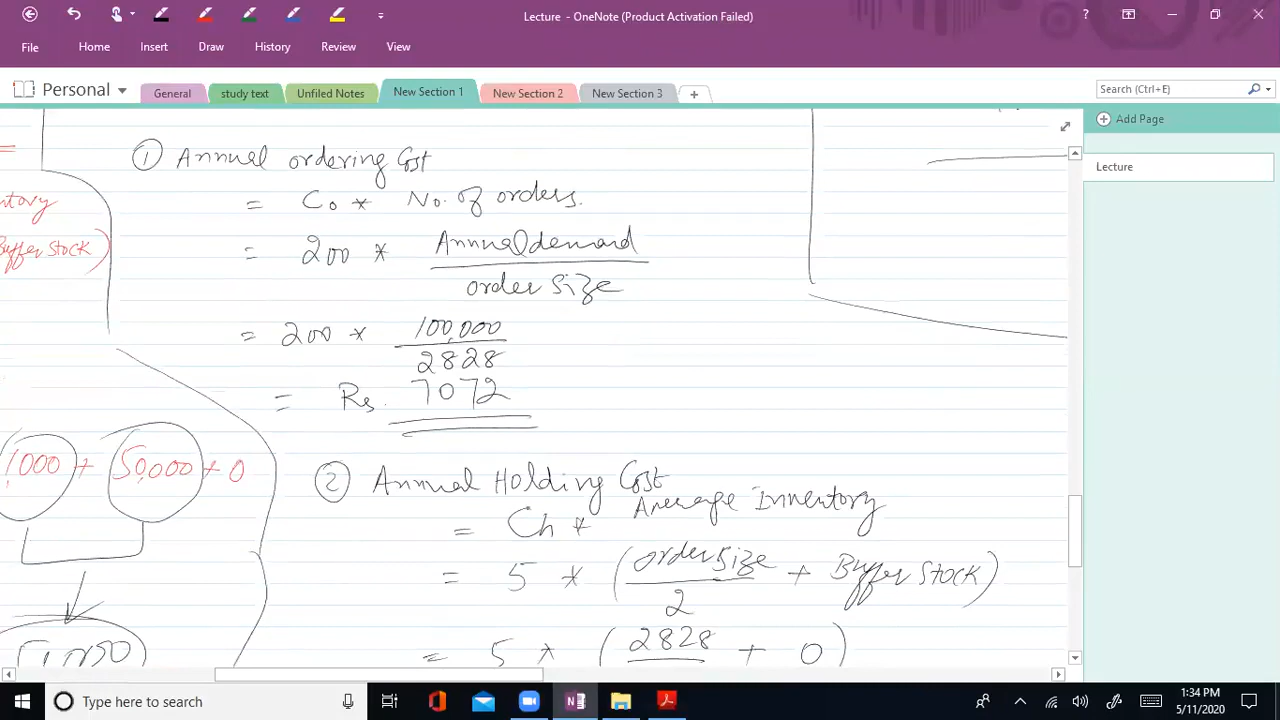 Lecture - OneNote (Product Activation Failed)
File Home Insert Draw History Review View
Personal General study text Unfiled Notes New Section 1 New Section 2 New Section 3
Search (Ctrl+E)
Add Page
Lecture
① Annual ordering Cost
= Co * No. of orders.
= 200 * Annual demand
order size
= 200 * 100,000
2828
= Rs. 7072
=
Buffer Stock)
1000 + 50,000 + 0
② Annual Holding Cost
= Ch * Average Inventory
= 5 * (order size + Buffer Stock)
2
= 5 * (2828 + 0)
Type here to search
1:34 PM
5/11/2020